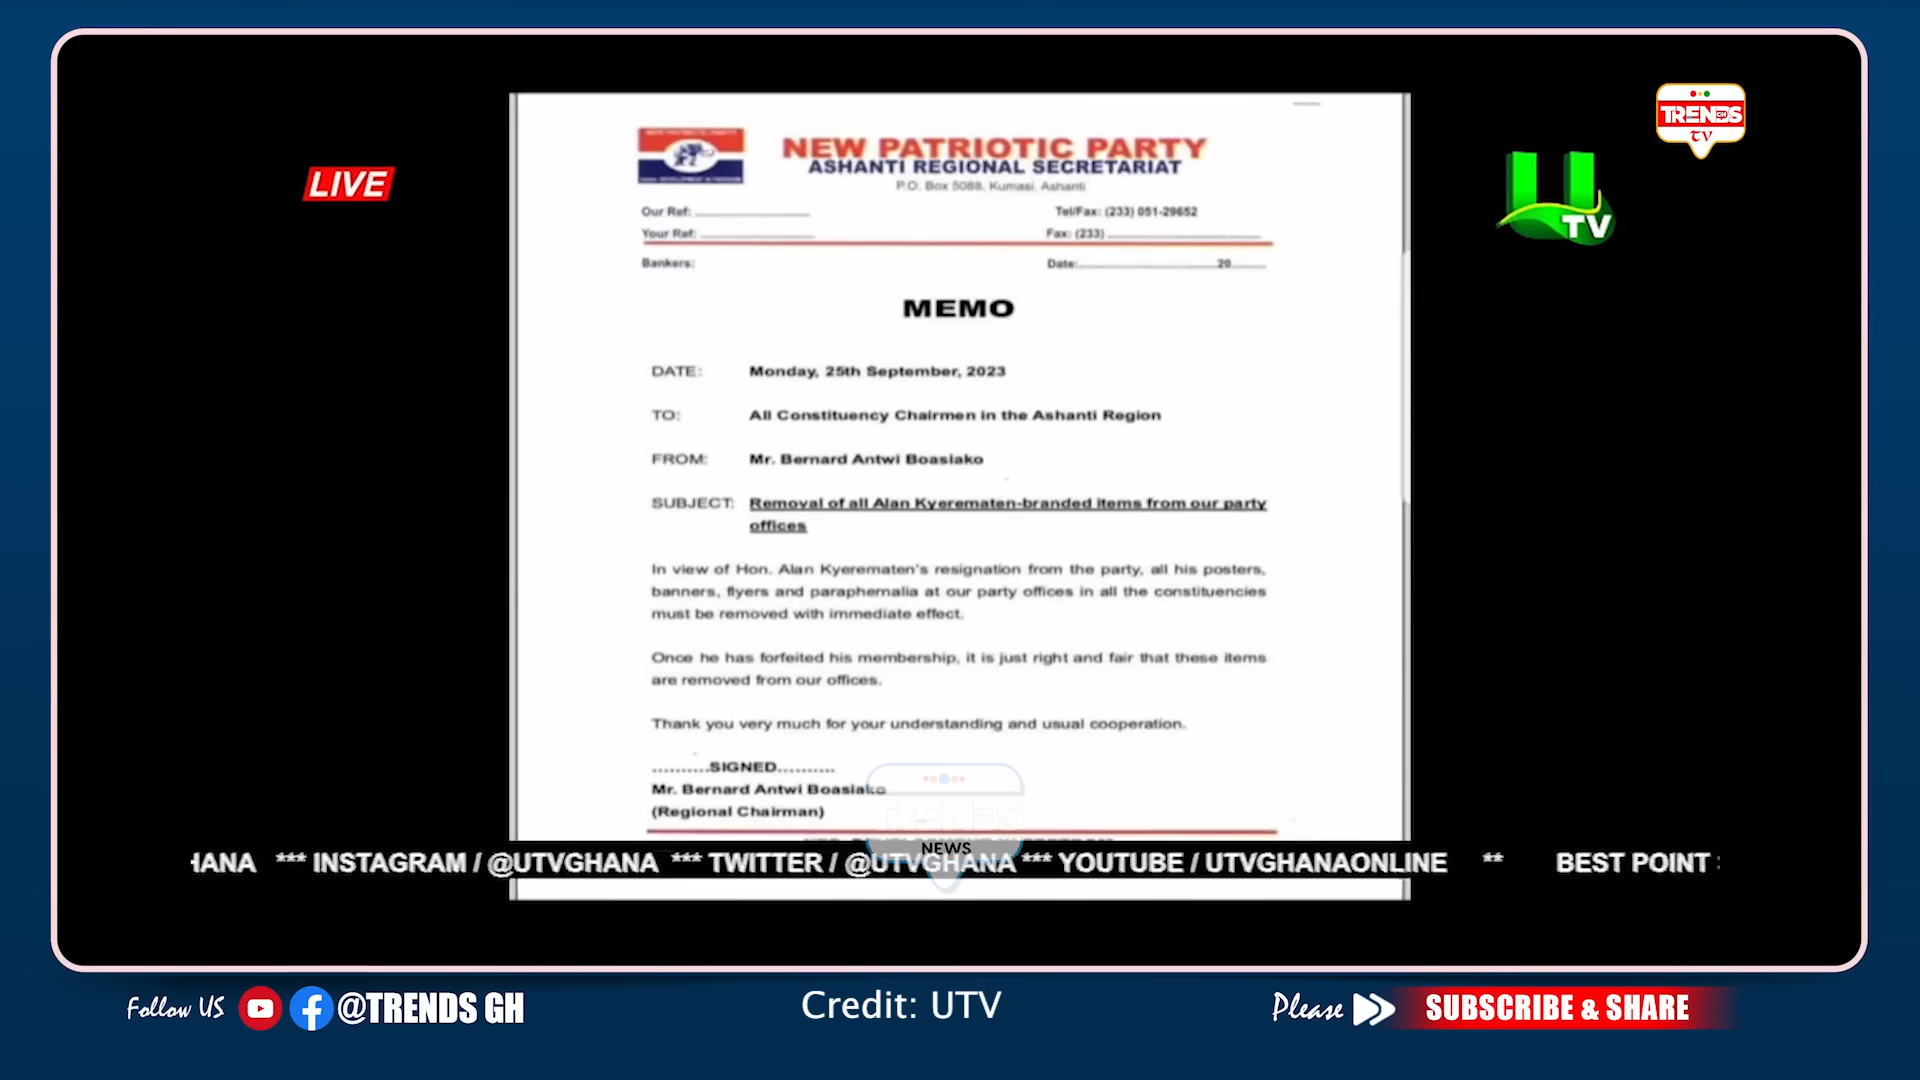 TRENDS GH
TV
LIVE
U
TV
NEW PATRIOTIC PARTY
ASHANTI REGIONAL SECRETARIAT
P.O. Box 5088, Kumasi, Ashanti
Our Ref:
Tel/Fax: (233) 051-29652
Your Ref:
Fax: (233)
Bankers:
Date: 20
MEMO
DATE: Monday, 25th September, 2023
TO: All Constituency Chairmen in the Ashanti Region
FROM: Mr. Bernard Antwi Boasiako
SUBJECT: Removal of all Alan Kyerematen-branded items from our party
offices
In view of Hon. Alan Kyerematen's resignation from the party, all his posters,
banners, flyers and paraphernalia at our party offices in all the constituencies
must be removed with immediate effect.
Once he has forfeited his membership, it is just right and fair that these items
are removed from our offices.
Thank you very much for your understanding and usual cooperation.
..........SIGNED..........
Mr. Bernard Antwi Boasiako
(Regional Chairman)
TRENDS
NEWS
HANA *** INSTAGRAM / @UTVGHANA *** TWITTER / @UTVGHANA *** YOUTUBE / UTVGHANAONLINE ** BEST POINT
Follow US @TRENDS GH
Credit: UTV
Please SUBSCRIBE & SHARE